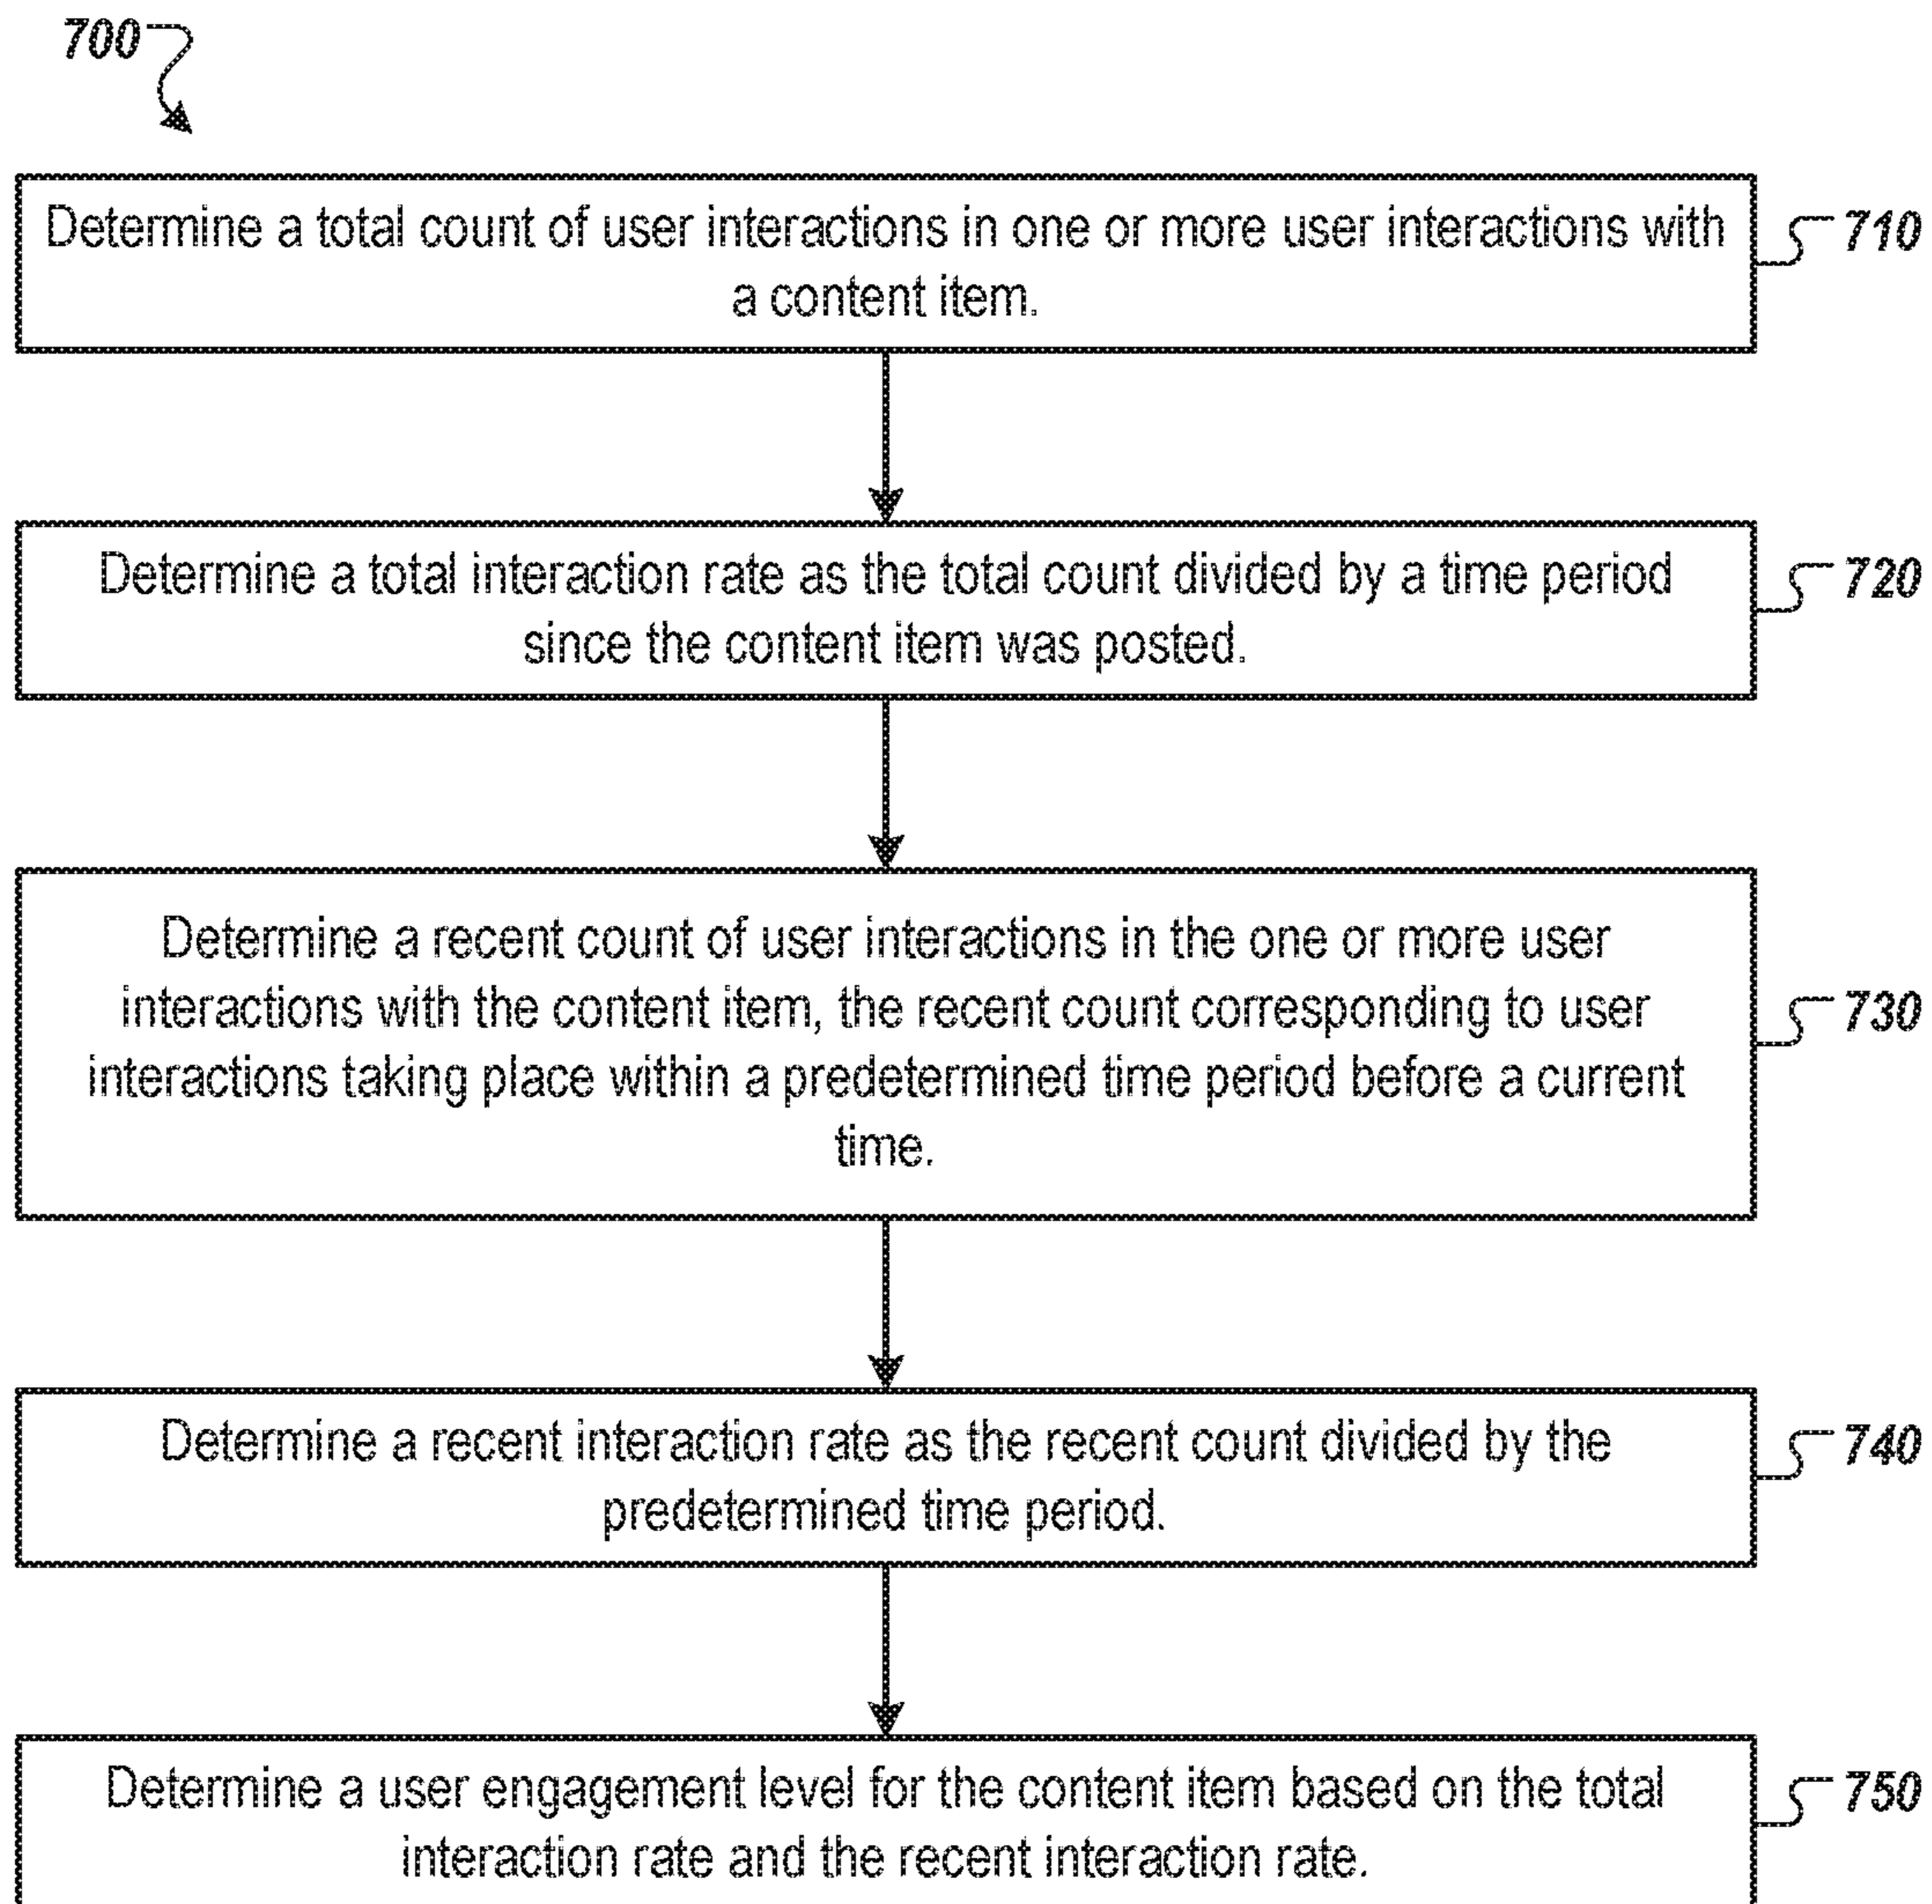 700
Determine a total count of user interactions in one or more user interactions with
a content item.
710
Determine a total interaction rate as the total count divided by a time period
since the content item was posted.
720
Determine a recent count of user interactions in the one or more user
interactions with the content item, the recent count corresponding to user
interactions taking place within a predetermined time period before a current
time.
730
Determine a recent interaction rate as the recent count divided by the
predetermined time period.
740
Determine a user engagement level for the content item based on the total
interaction rate and the recent interaction rate.
750